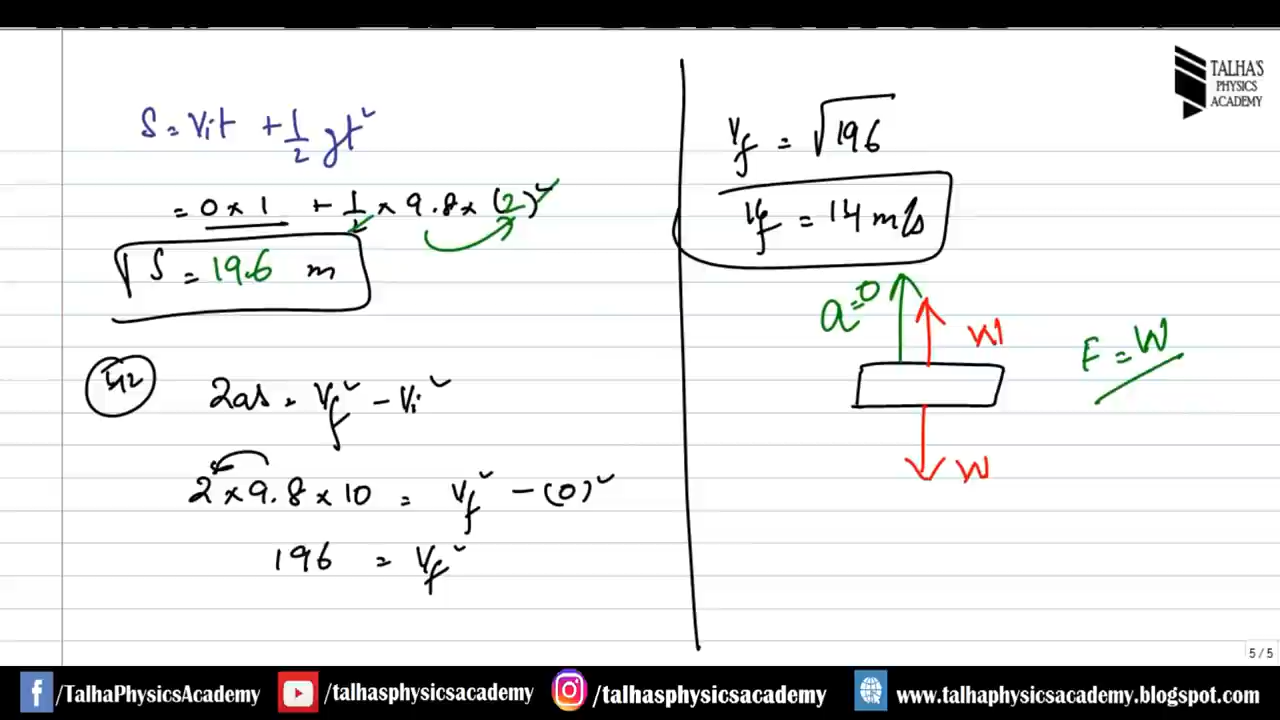 S = Vit + 1/2 gt²
= 0 × 1 + 1/2 × 9.8 × (2)²
S = 19.6 m
2as = Vf² - Vi²
2 × 9.8 × 10 = Vf² - (0)²
196 = Vf²
Vf = √196
Vf = 14 m/s
a=0
W
F = W
W
TALHA'S
PHYSICS
ACADEMY
5 / 5
/TalhaPhysicsAcademy
/talhasphysicsacademy
/talhasphysicsacademy
www.talhaphysicsacademy.blogspot.com